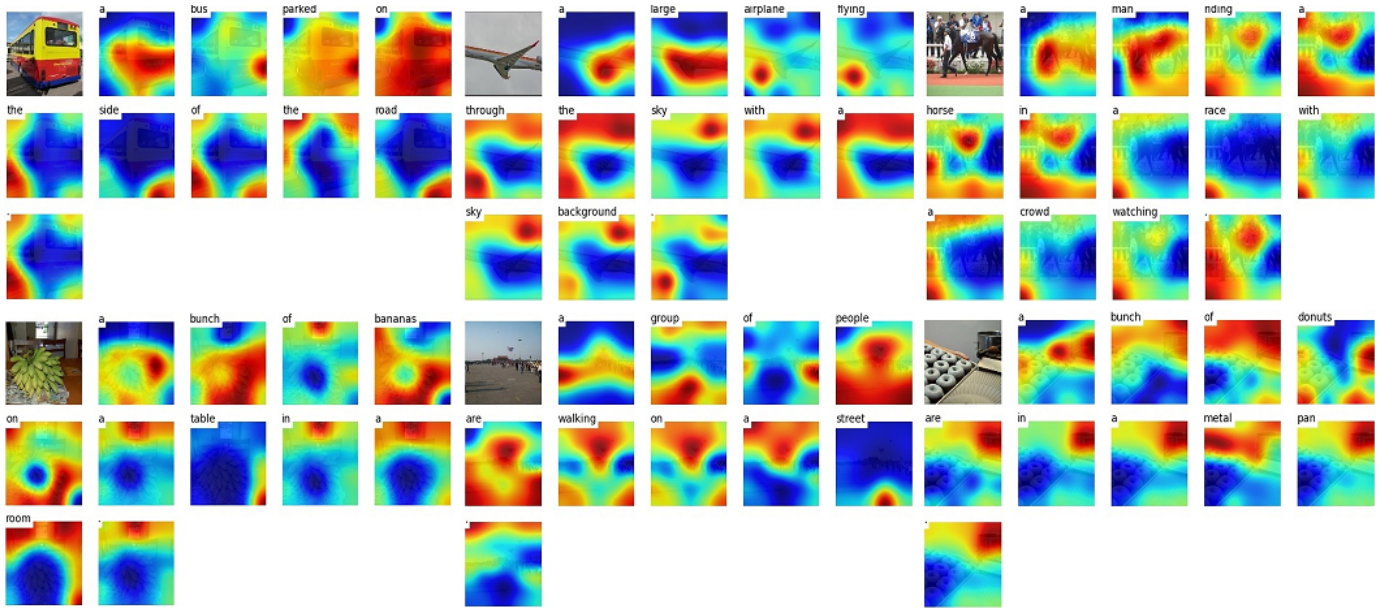 a bus parked on
the side of the road
.
a large airplane flying
through the sky with a
sky background .
a man riding a
horse in a race with
a crowd watching .
a bunch of bananas
on a table in a
room .
a group of people
are walking on a street
.
a bunch of donuts
are in a metal pan
.